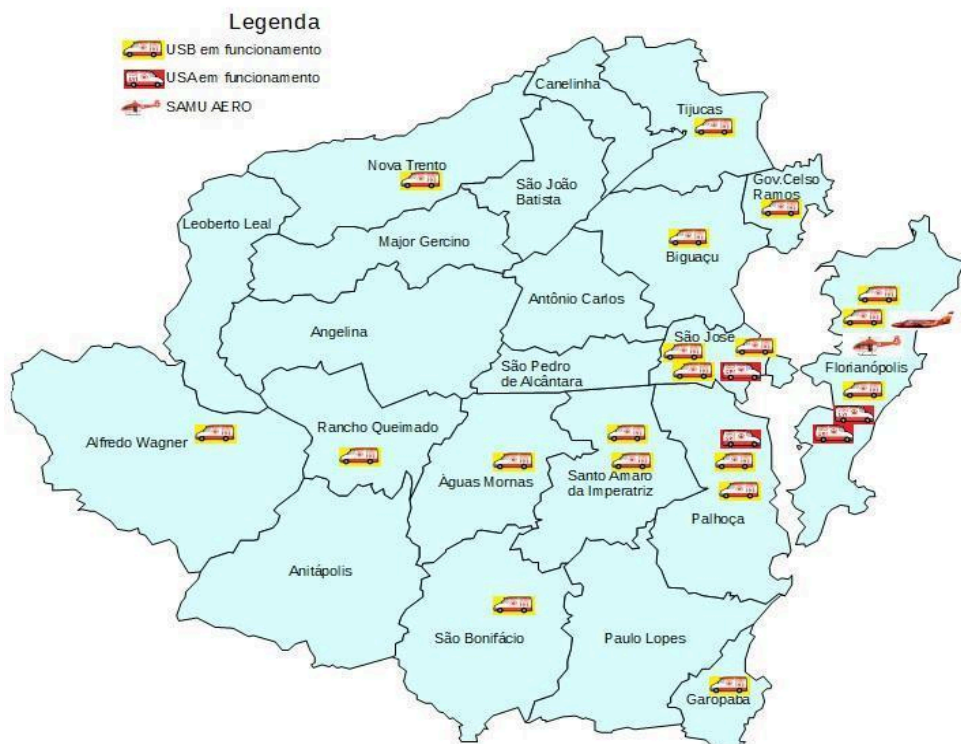 Legenda
USB em funcionamento
USA em funcionamento
SAMU AERO
Canelinha
Tijucas
Nova Trento
São João
Batista
Gov.Celso
Ramos
Leoberto Leal
Major Gercino
Biguaçu
Antônio Carlos
Angelina
São José
São Pedro
de Alcântara
Florianópolis
Alfredo Wagner
Rancho Queimado
Àguas Mornas
Santo Amaro
da Imperatriz
Palhoça
Anitápolis
São Bonifácio
Paulo Lopes
Garopaba